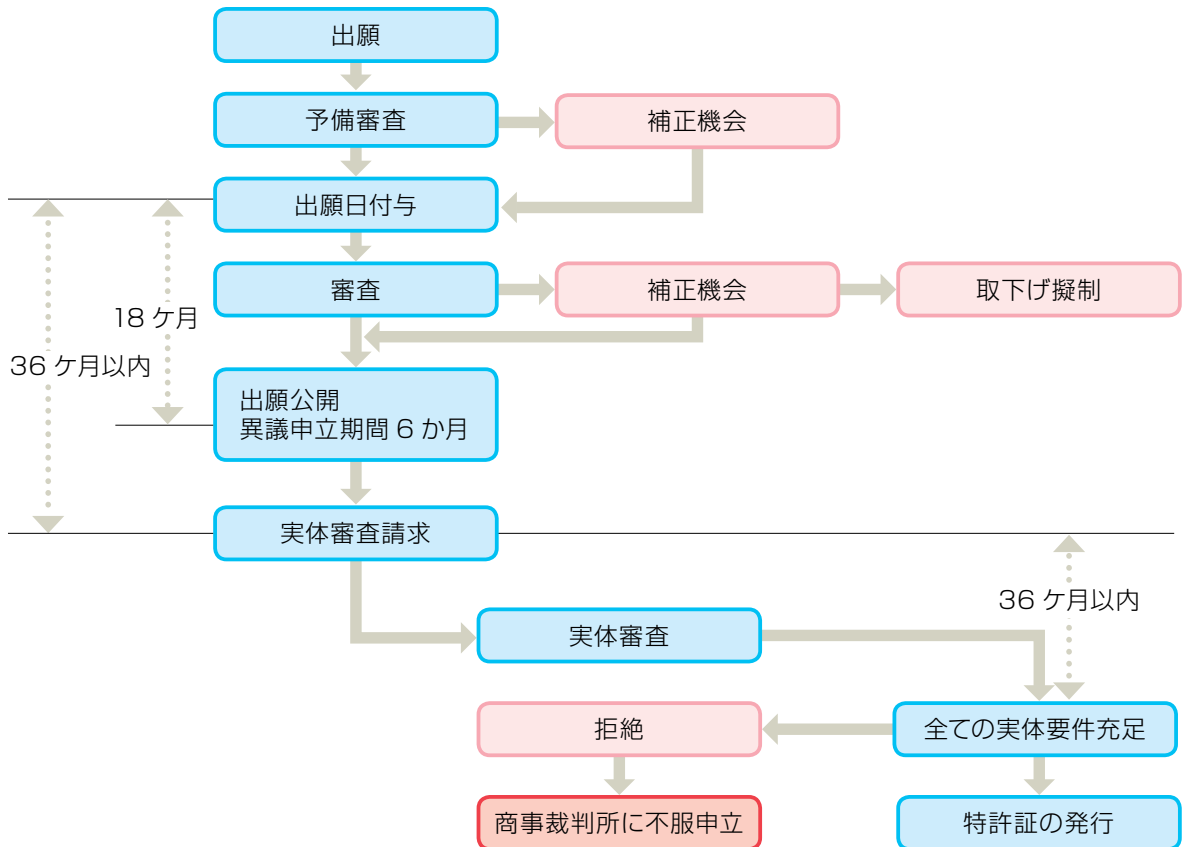 出願
予備審査
補正機会
出願日付与
審査
補正機会
取下げ擬制
18 ケ月
36 ケ月以内
出願公開
異議申立期間 6 か月
実体審査請求
36 ケ月以内
実体審査
拒絶
全ての実体要件充足
商事裁判所に不服申立
特許証の発行